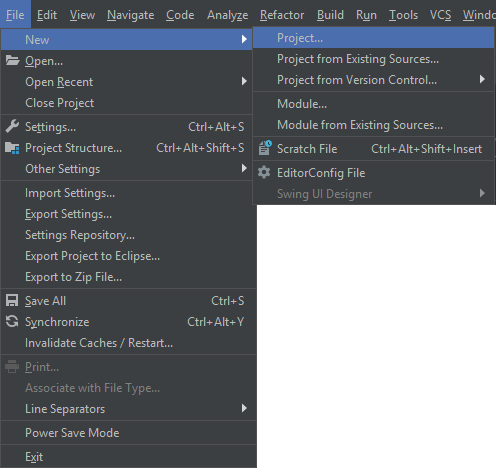 File Edit View Navigate Code Analyze Refactor Build Run Tools VCS
New
Open...
Open Recent
Close Project
Settings... Ctrl+Alt+S
Project Structure... Ctrl+Alt+Shift+S
Other Settings
Import Settings...
Export Settings...
Settings Repository...
Export Project to Eclipse...
Export to Zip File...
Save All Ctrl+S
Synchronize Ctrl+Alt+Y
Invalidate Caches / Restart...
Print...
Associate with File Type...
Line Separators
Power Save Mode
Exit
Project...
Project from Existing Sources...
Project from Version Control...
Module...
Module from Existing Sources...
Scratch File Ctrl+Alt+Shift+Insert
EditorConfig File
Swing UI Designer